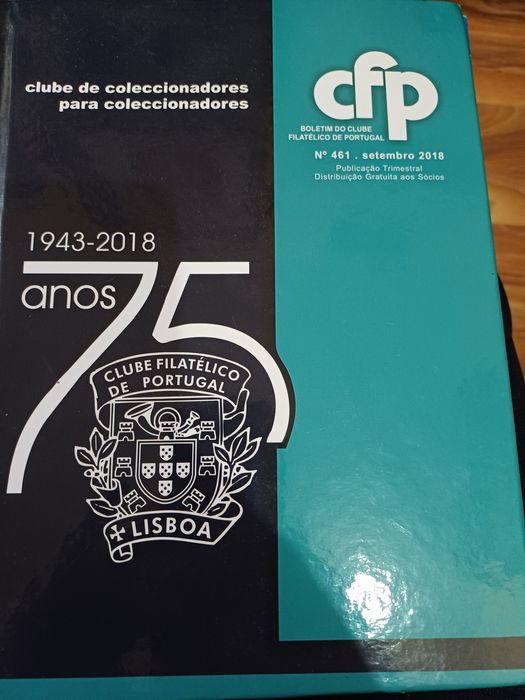 clube de coleccionadores
para coleccionadores
cfp
BOLETIM DO CLUBE
FILATÉLICO DE PORTUGAL
Nº 461 . setembro 2018
Publicação Trimestral
Distribuição Gratuita aos Sócios
1943-2018
75
anos
CLUBE FILATÉLICO
DE PORTUGAL
LISBOA